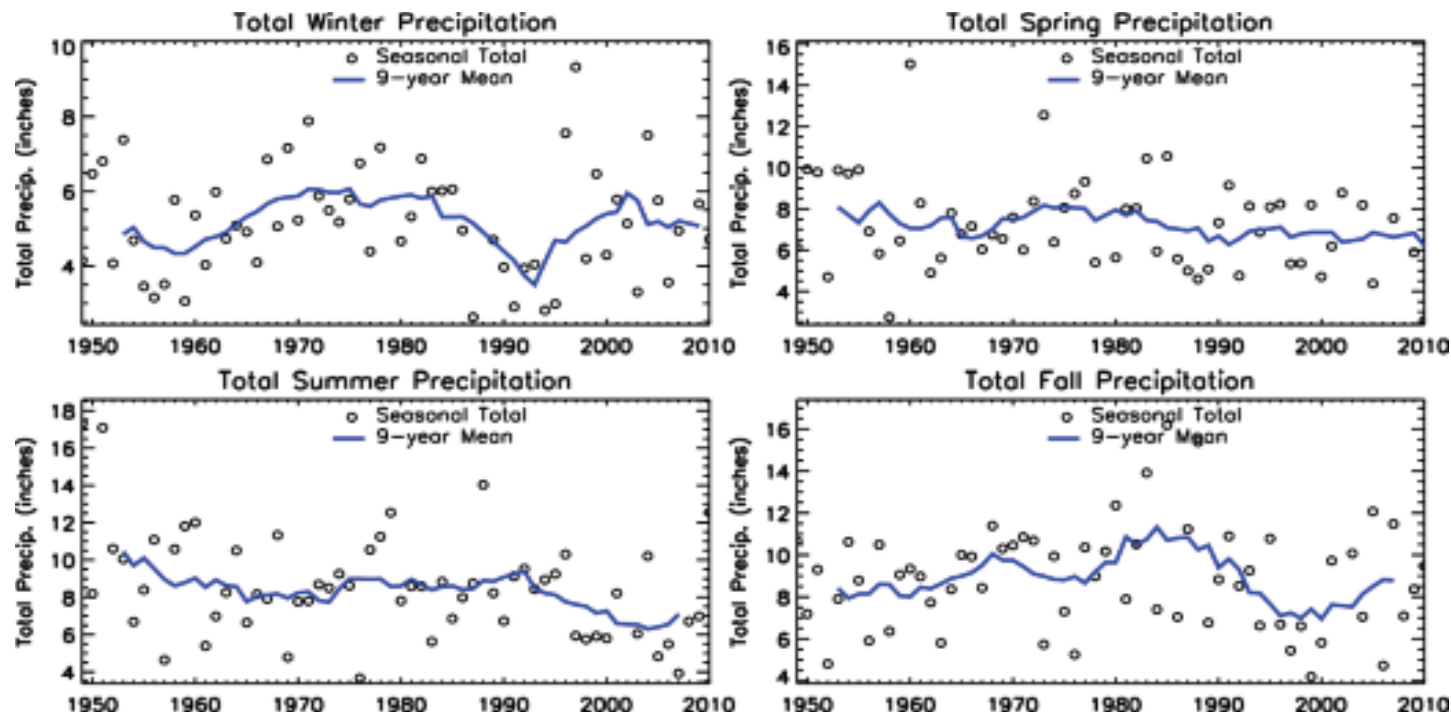 Total Winter Precipitation
10
8
6
4
Total Precip. (inches)
Seasonal Total
9-year Mean
1950 1960 1970 1980 1990 2000 2010
Total Spring Precipitation
16
14
12
10
8
6
4
Total Precip. (inches)
Seasonal Total
9-year Mean
1950 1960 1970 1980 1990 2000 2010
Total Summer Precipitation
18
16
14
12
10
8
6
4
Total Precip. (inches)
Seasonal Total
9-year Mean
1950 1960 1970 1980 1990 2000 2010
Total Fall Precipitation
16
14
12
10
8
6
4
Total Precip. (inches)
Seasonal Total
9-year Mean
1950 1960 1970 1980 1990 2000 2010